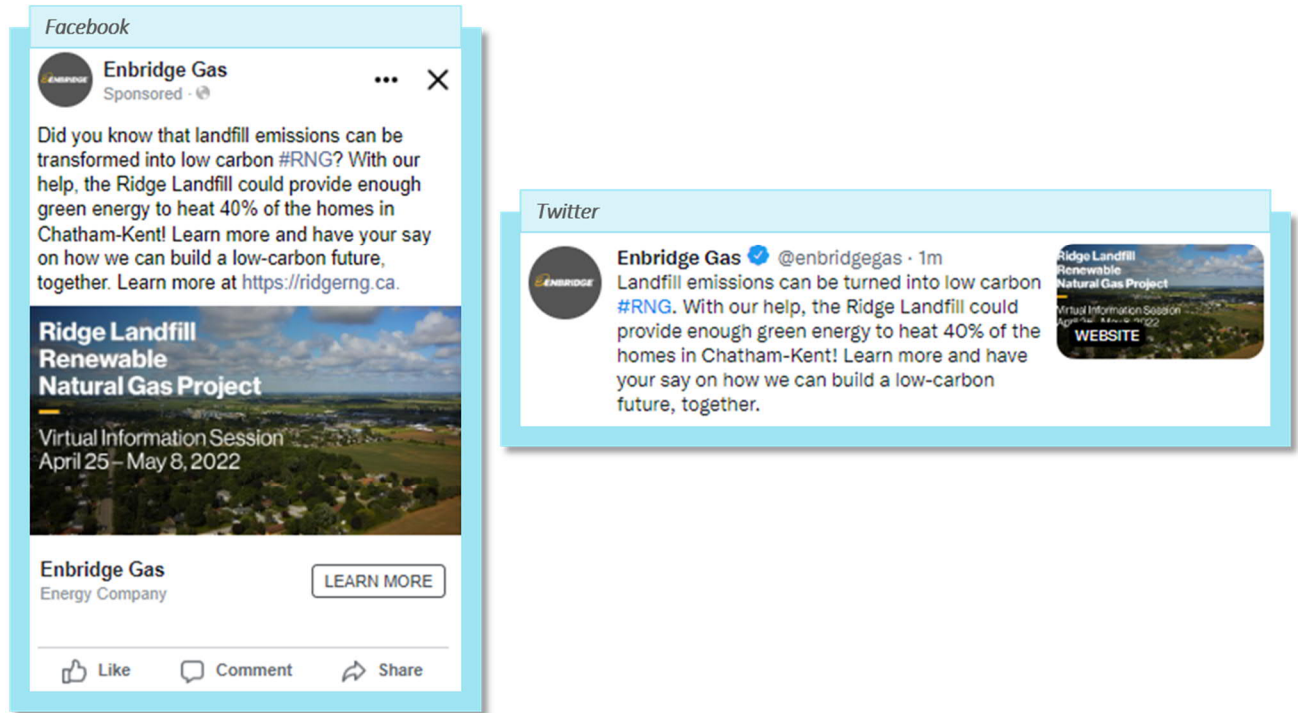 Facebook
ENBRIDGE
Enbridge Gas
Sponsored ·
Did you know that landfill emissions can be
transformed into low carbon #RNG? With our
help, the Ridge Landfill could provide enough
green energy to heat 40% of the homes in
Chatham-Kent! Learn more and have your say
on how we can build a low-carbon future,
together. Learn more at https://ridgerng.ca.
Ridge Landfill
Renewable
Natural Gas Project
Virtual Information Session
April 25 – May 8, 2022
Enbridge Gas
Energy Company
LEARN MORE
Like
Comment
Share
Twitter
ENBRIDGE
Enbridge Gas @enbridgegas · 1m
Landfill emissions can be turned into low carbon
#RNG. With our help, the Ridge Landfill could
provide enough green energy to heat 40% of the
homes in Chatham-Kent! Learn more and have
your say on how we can build a low-carbon
future, together.
Ridge Landfill
Renewable
Natural Gas Project
Virtual Information Session
April 25 – May 8, 2022
WEBSITE